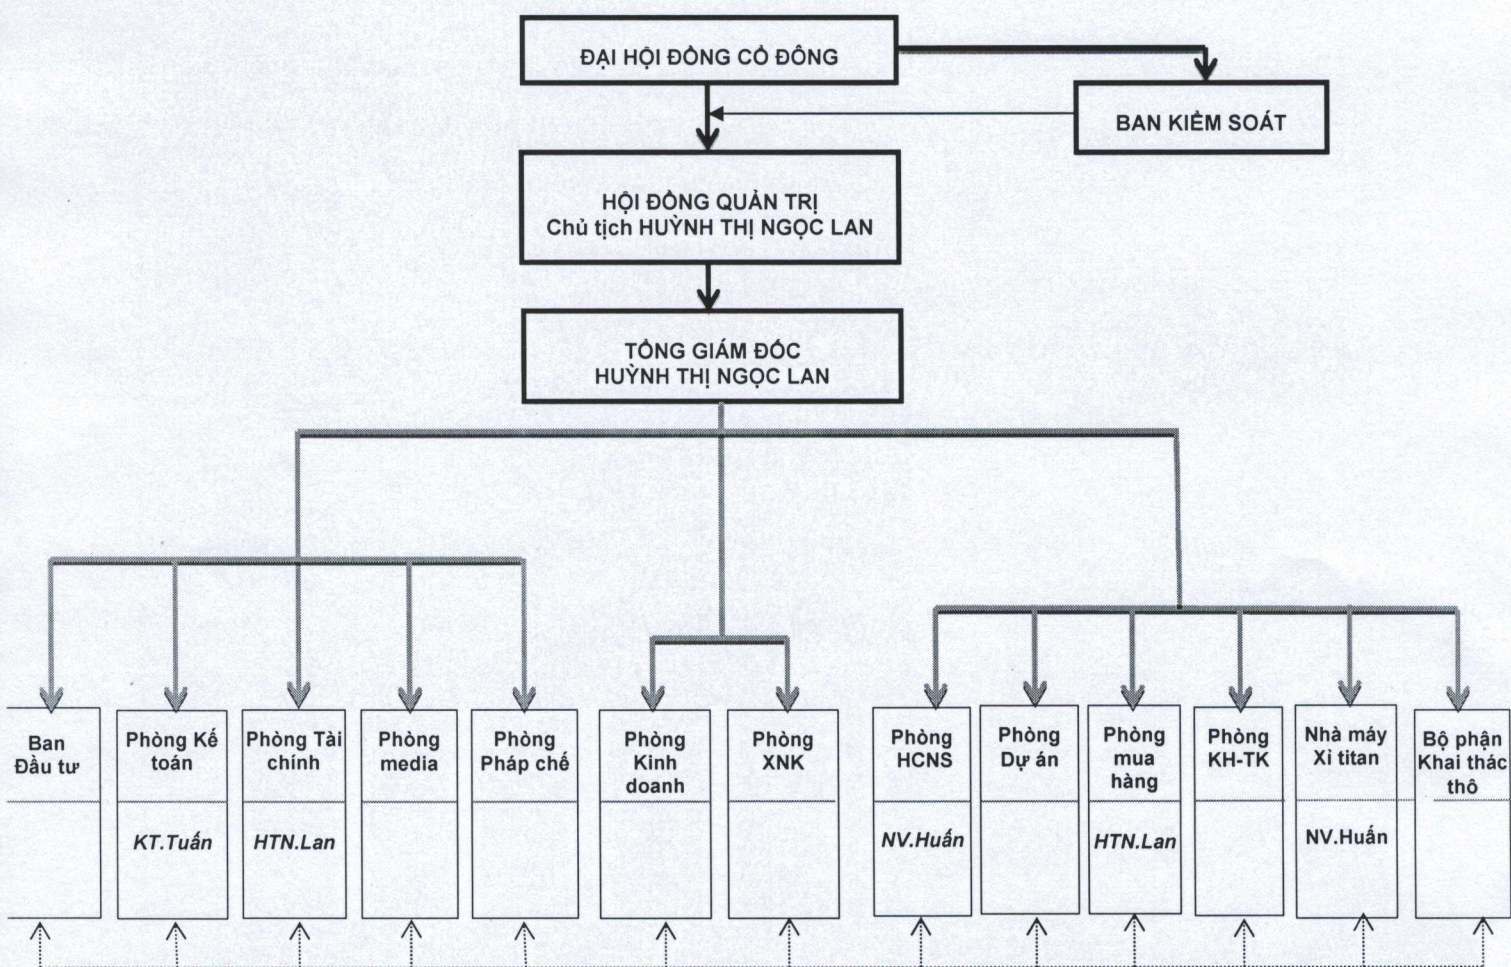 ĐẠI HỘI ĐỒNG CỔ ĐÔNG
BAN KIỂM SOÁT
HỘI ĐỒNG QUẢN TRỊ
Chủ tịch HUỲNH THỊ NGỌC LAN
TỔNG GIÁM ĐỐC
HUỲNH THỊ NGỌC LAN
Ban
Đầu tư
Phòng Kế
toán
KT.Tuấn
Phòng Tài
chính
HTN.Lan
Phòng
media
Phòng
Pháp chế
Phòng
Kinh
doanh
Phòng
XNK
Phòng
HCNS
NV.Huấn
Phòng
Dự án
Phòng
mua
hàng
HTN.Lan
Phòng
KH-TK
Nhà máy
Xỉ titan
NV.Huấn
Bộ phận
Khai thác
thô